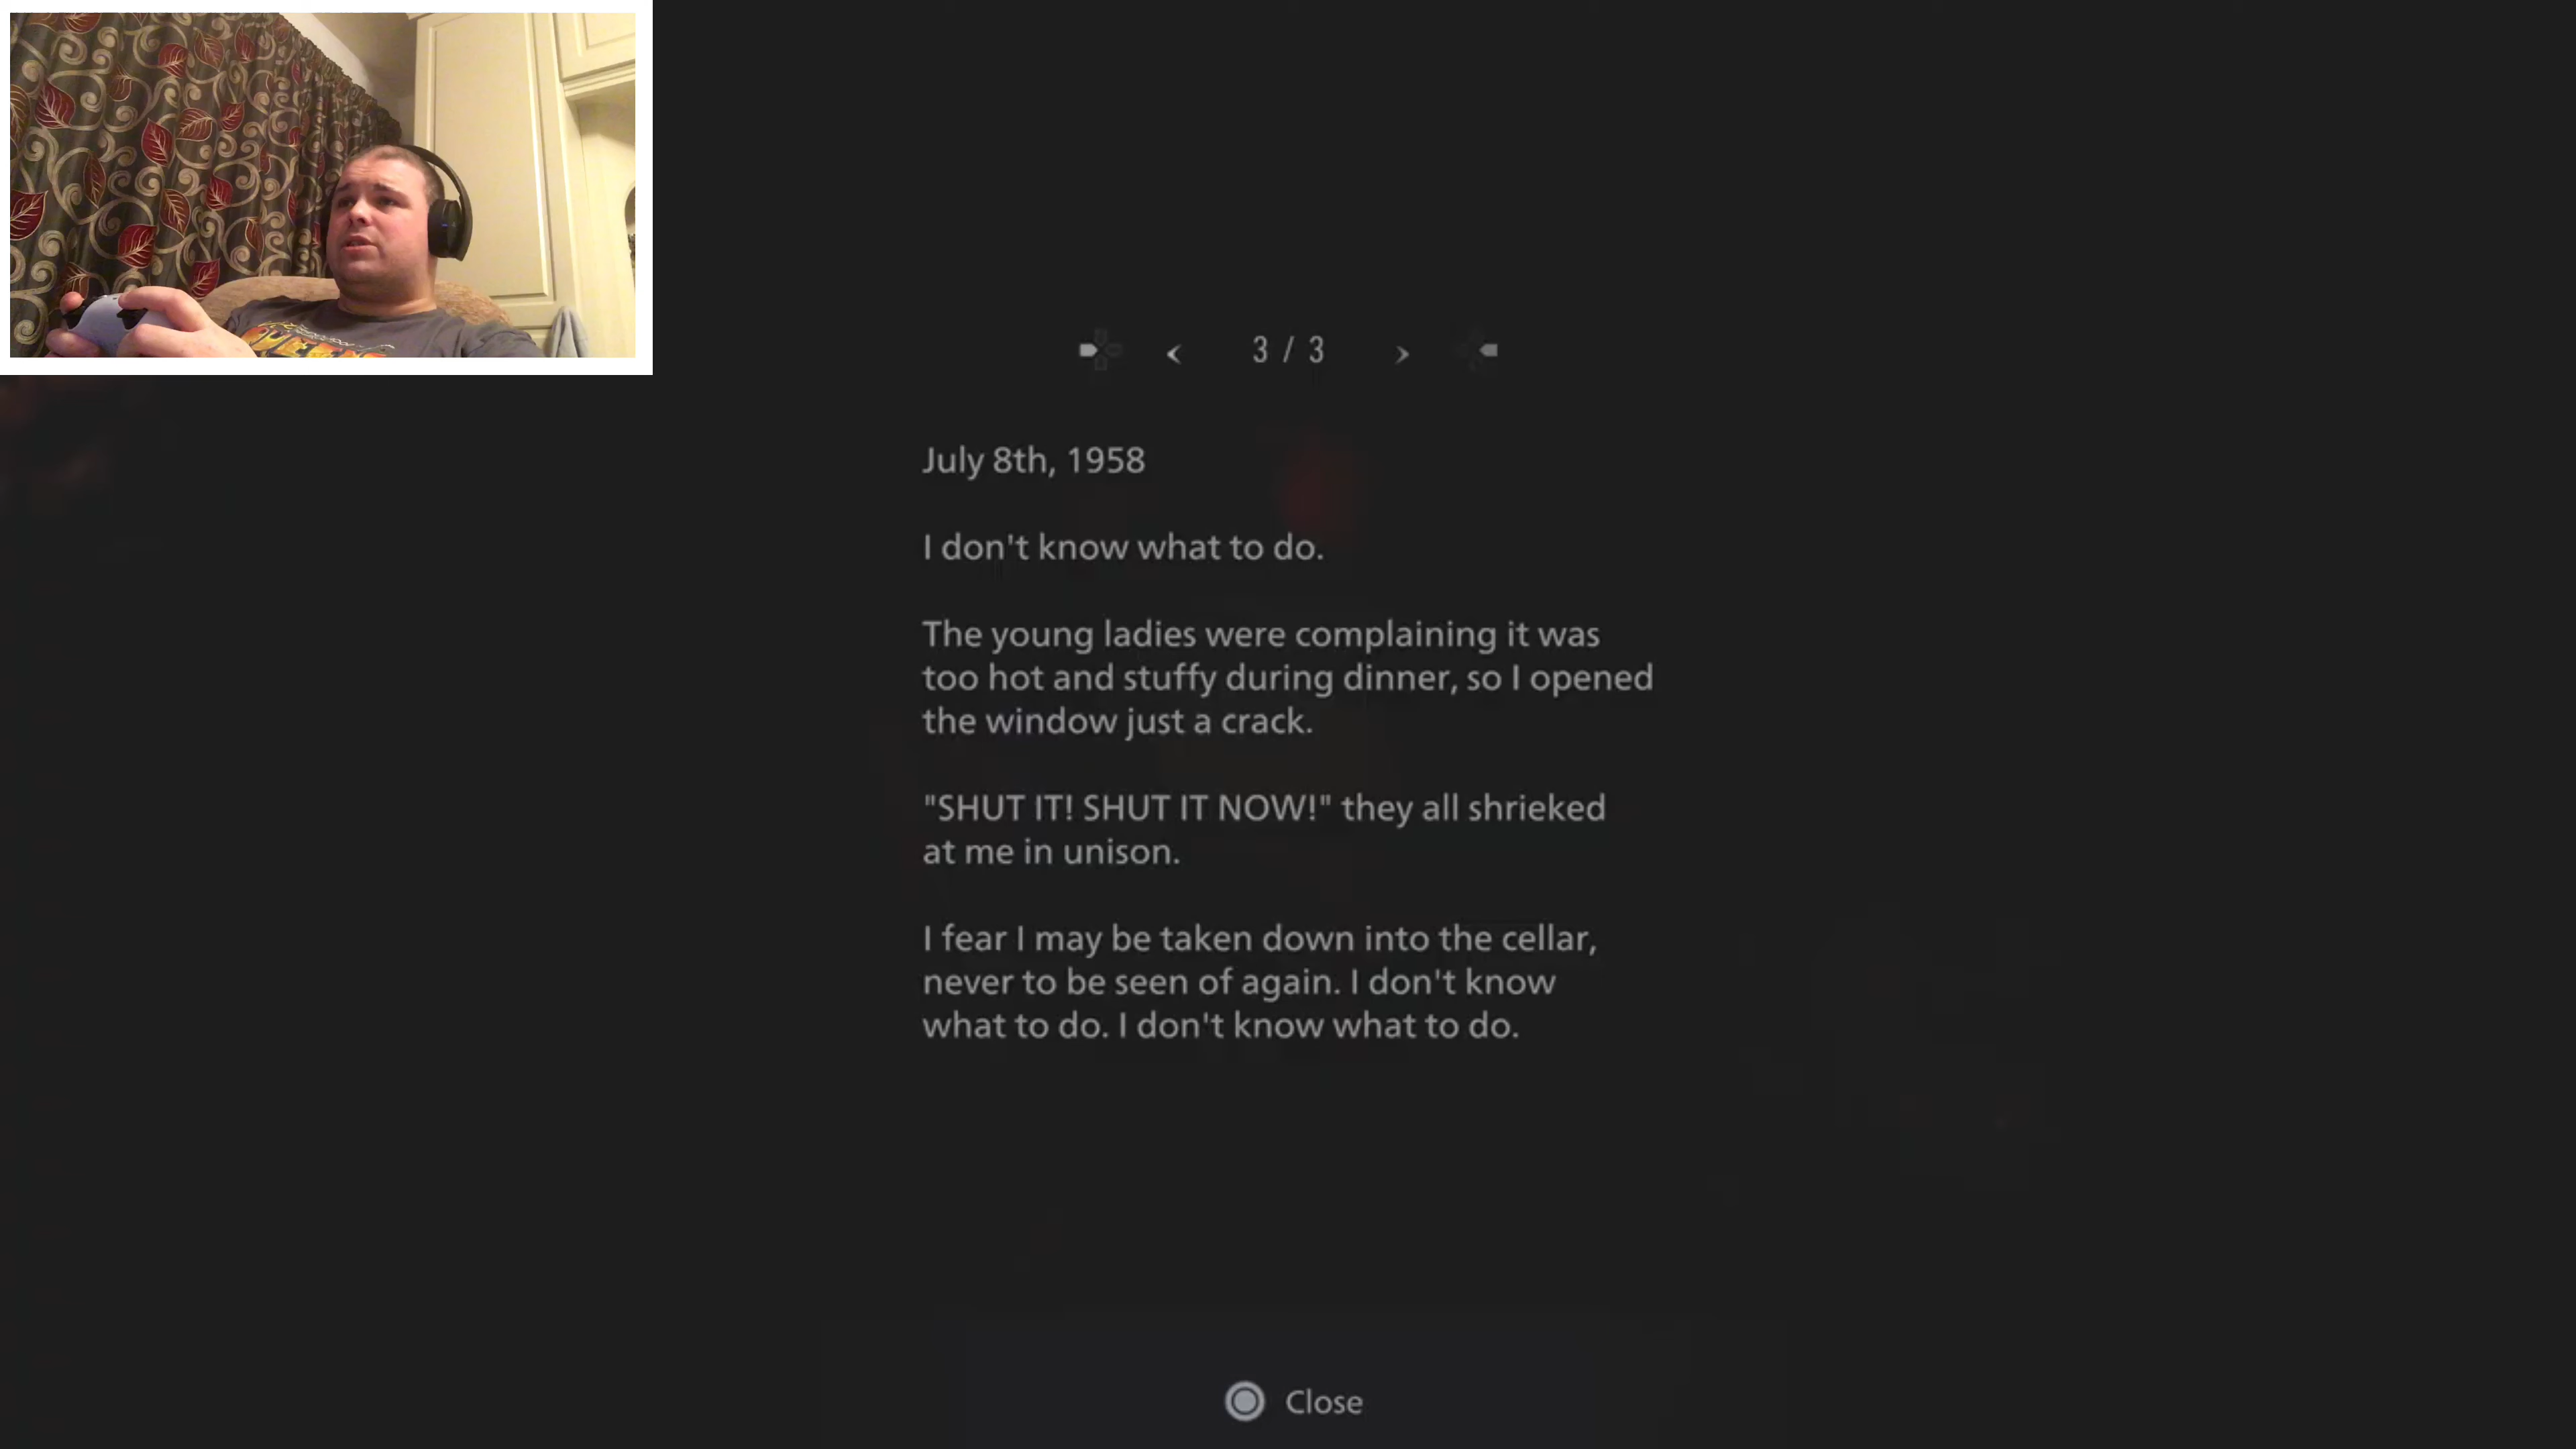 3 / 3
July 8th, 1958
I don't know what to do.
The young ladies were complaining it was
too hot and stuffy during dinner, so I opened
the window just a crack.
"SHUT IT! SHUT IT NOW!" they all shrieked
at me in unison.
I fear I may be taken down into the cellar,
never to be seen of again. I don't know
what to do. I don't know what to do.
Close